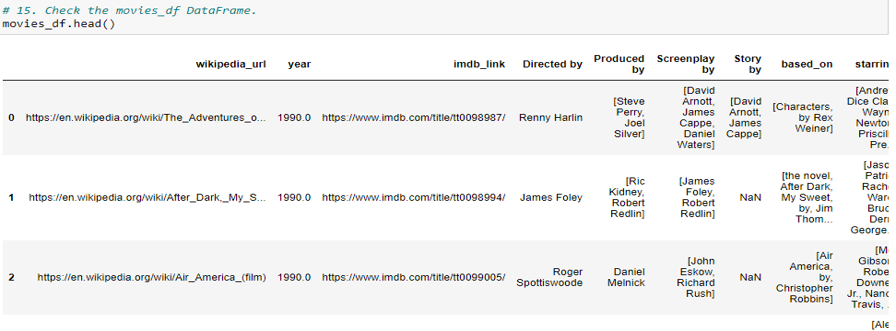 # 15. Check the movies_df DataFrame.
movies_df.head()
wikipedia_url year imdb_link Directed by Produced by Screenplay by Story by based_on starrin
0 https://en.wikipedia.org/wiki/The_Adventures_o... 1990.0 https://www.imdb.com/title/tt0098987/ Renny Harlin [Steve Perry, Joel Silver] [David Arnott, James Cappe, Daniel Waters] [David Arnott, James Cappe] [Characters, by Rex Weiner] [Andre Dice Cla Wayn Newton Priscil Pre...
1 https://en.wikipedia.org/wiki/After_Dark,_My_S... 1990.0 https://www.imdb.com/title/tt0098994/ James Foley [Ric Kidney, Robert Redlin] [James Foley, Robert Redlin] NaN [the novel, After Dark, My Sweet, by, Jim Thom... [Jaso Patri Rach War Bruc Der George...
2 https://en.wikipedia.org/wiki/Air_America_(film) 1990.0 https://www.imdb.com/title/tt0099005/ Roger Spottiswoode Daniel Melnick [John Eskow, Richard Rush] NaN [Air America, by, Christopher Robbins] [M Gibso Robe Downe Jr., Nanc Travis, ..
[Ale